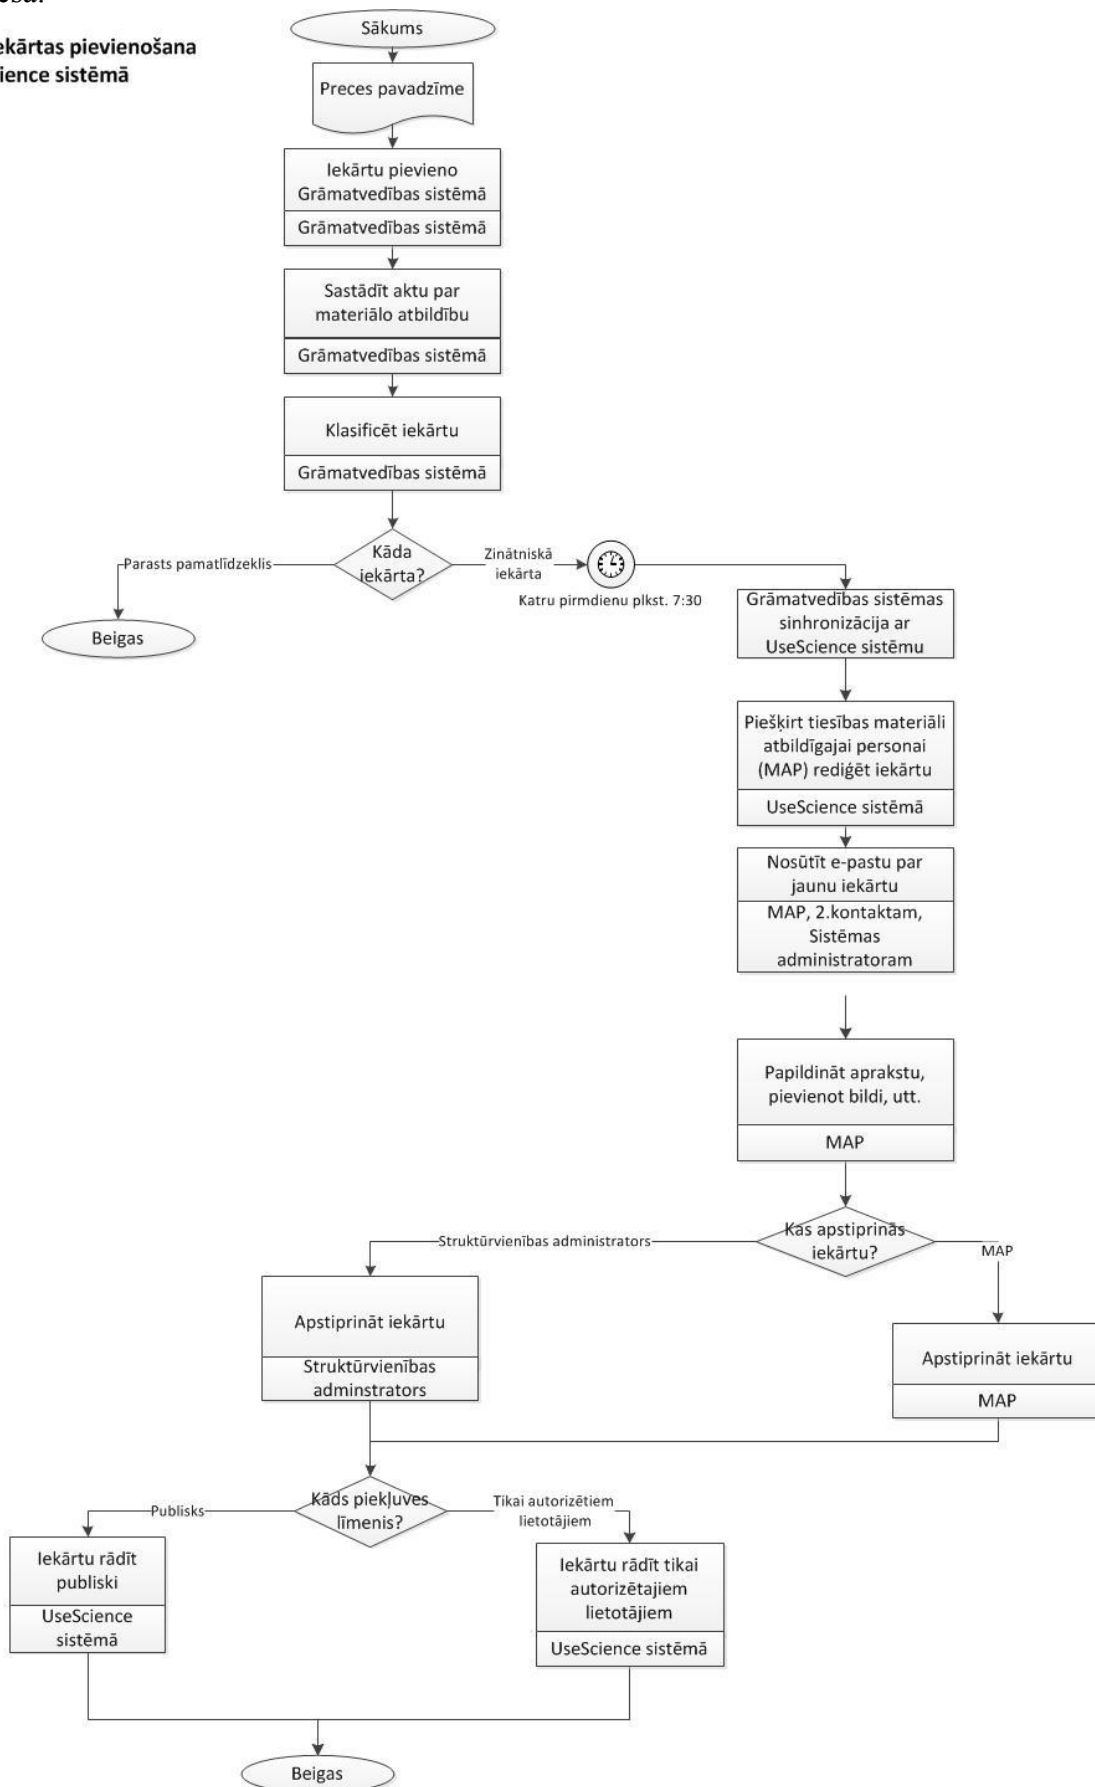 ekārtas pievienošana
ience sistēmā
Sākums
Preces pavadzīme
Iekārtu pievieno
Grāmatvedības sistēmā
Grāmatvedības sistēmā
Sastādīt aktu par
materiālo atbildību
Grāmatvedības sistēmā
Klasificēt iekārtu
Grāmatvedības sistēmā
Kāda
iekārta?
Parasts pamatlīdzeklis
Zinātniskā
iekārta
Katru pirmdienu plkst. 7:30
Beigas
Grāmatvedības sistēmas
sinhronizācija ar
UseScience sistēmu
Piešķirt tiesības materiāli
atbildīgajai personai
(MAP) rediģēt iekārtu
UseScience sistēmā
Nosūtīt e-pastu par
jaunu iekārtu
MAP, 2.kontaktam,
Sistēmas
administratoram
Papildināt aprakstu,
pievienot bildi, utt.
MAP
Kas apstiprinās
iekārtu?
Struktūrvienības administrators
MAP
Apstiprināt iekārtu
Struktūrvienības
adminstrators
Apstiprināt iekārtu
MAP
Kāds piekļuves
līmenis?
Publisks
Tikai autorizētiem
lietotājiem
Iekārtu rādīt
publiski
UseScience
sistēmā
Iekārtu rādīt tikai
autorizētajiem
lietotājiem
UseScience sistēmā
Beigas